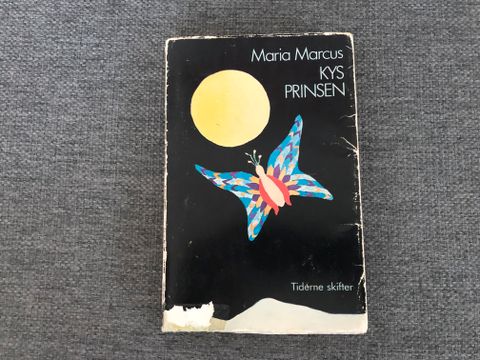 Maria Marcus
KYS
PRINSEN
Tiderne skifter